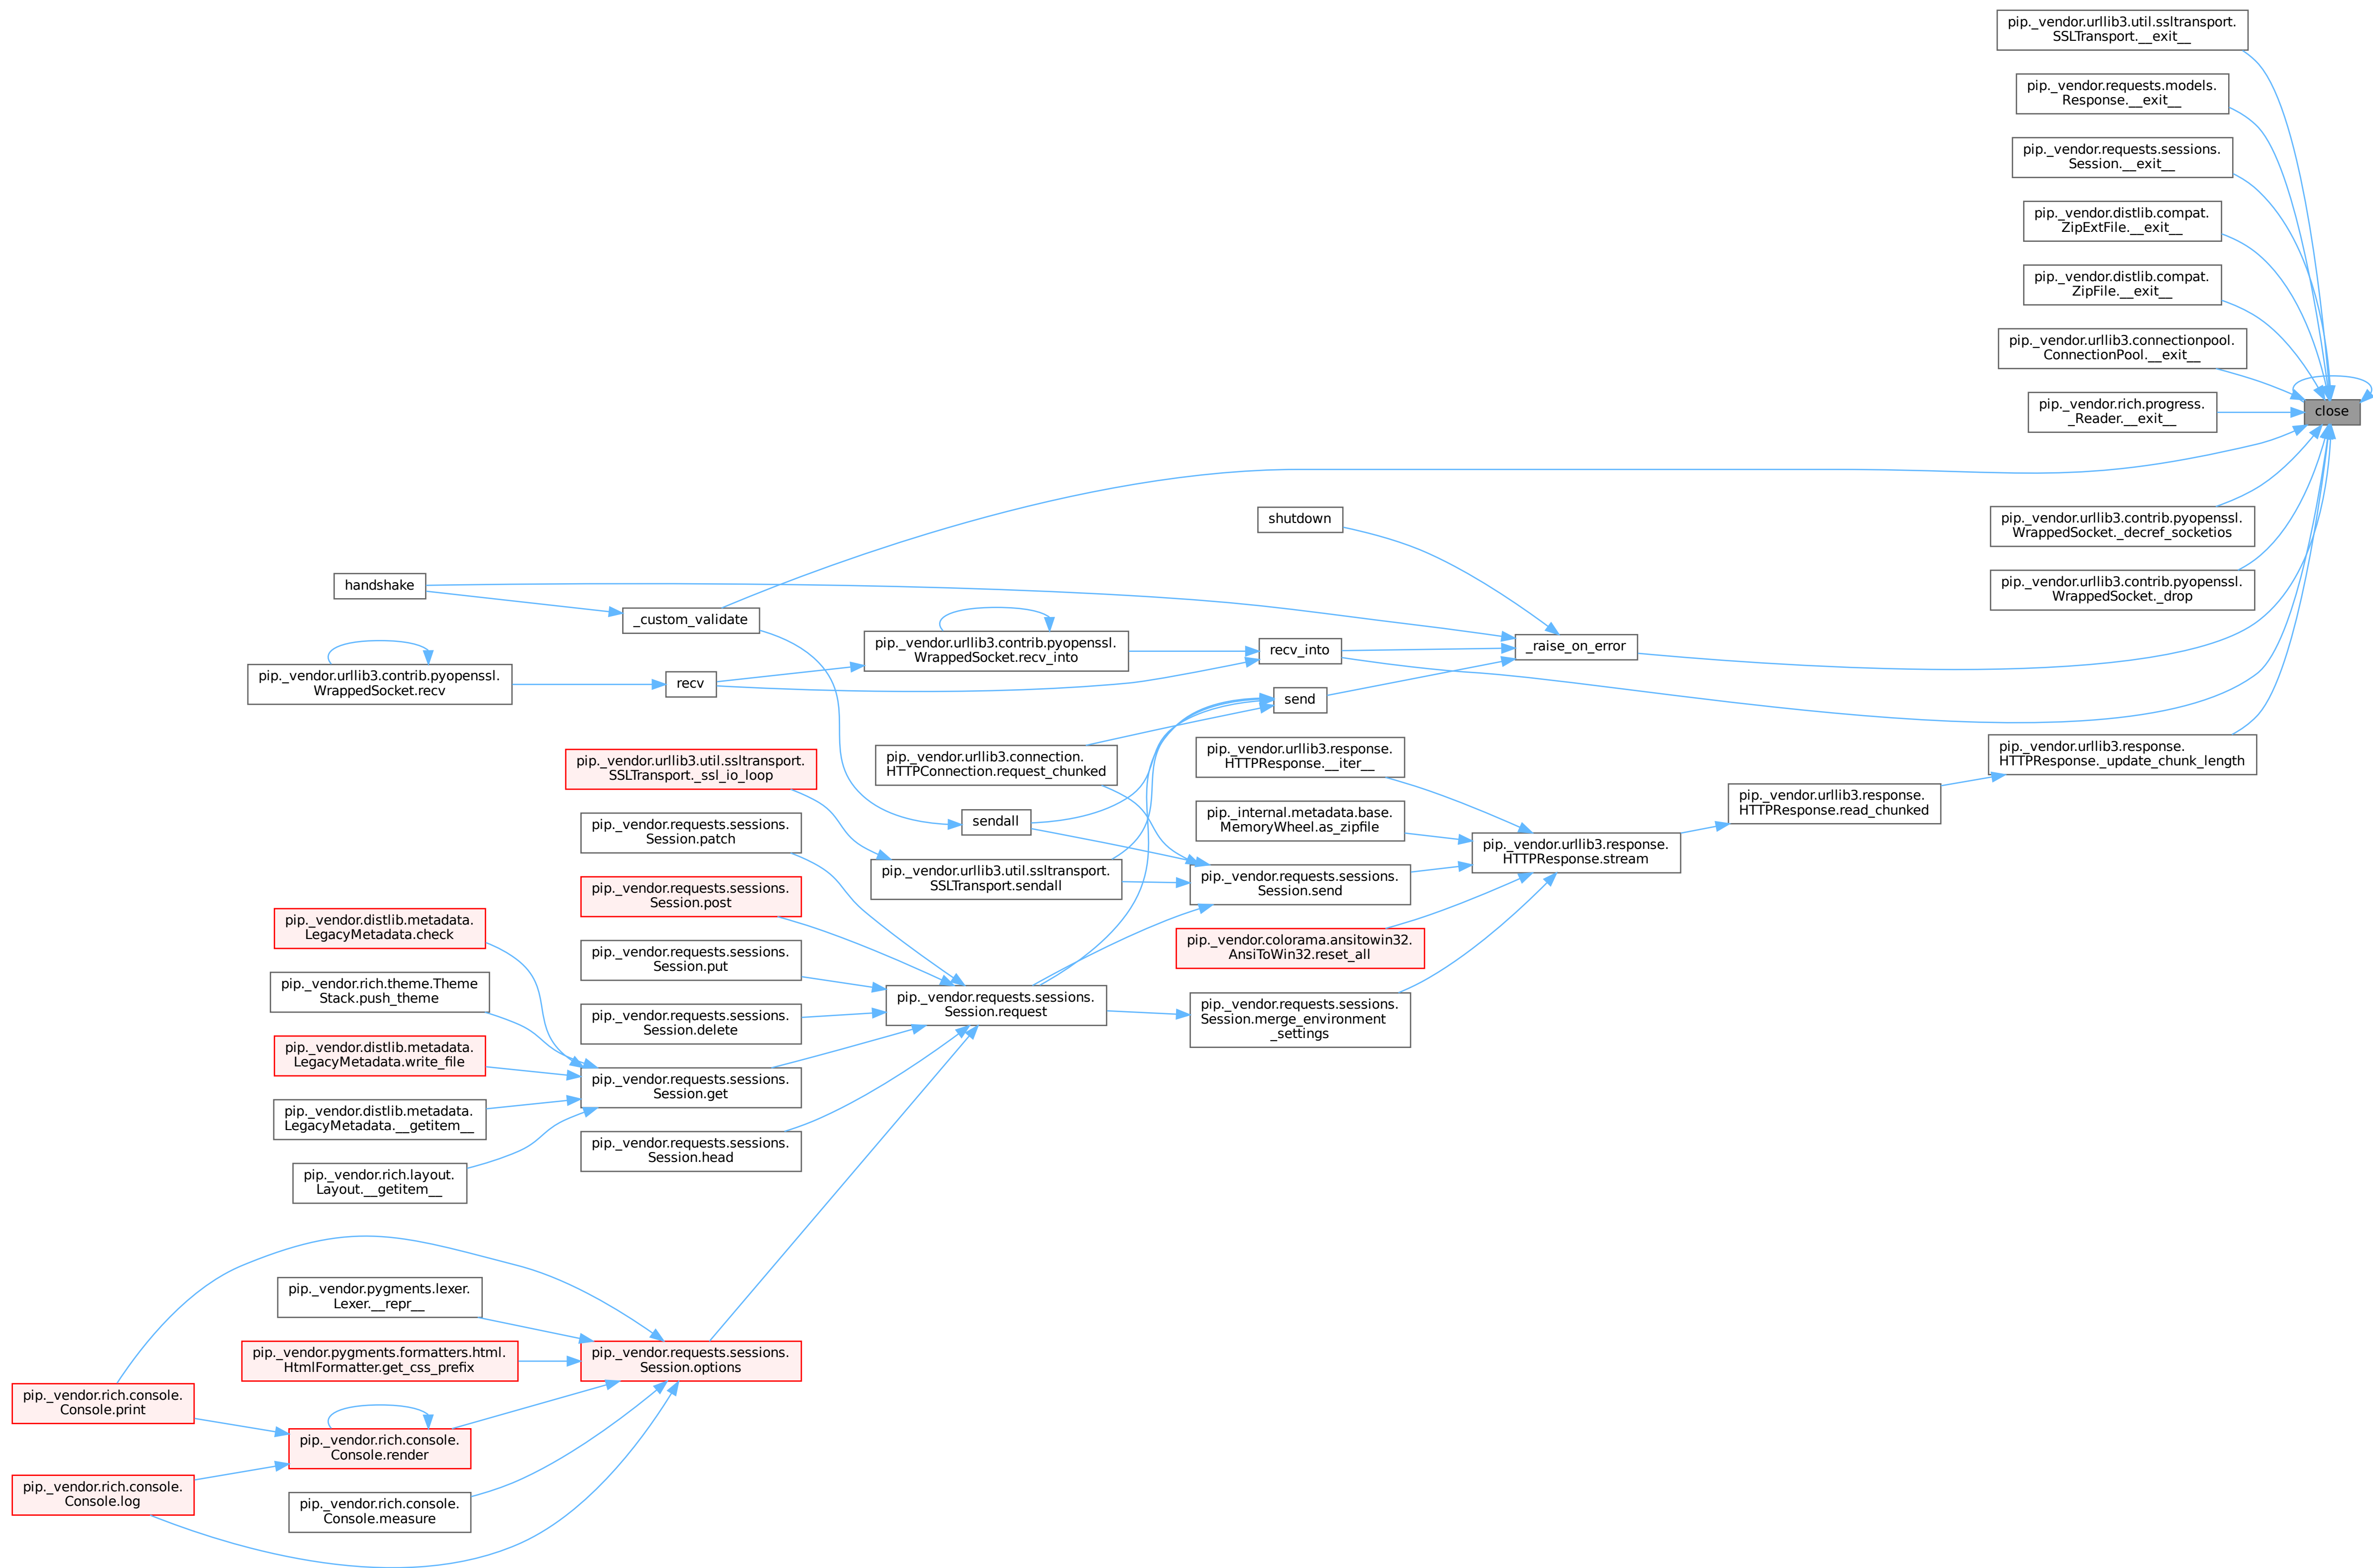 pip._vendor.urllib3.util.ssltransport.
SSLTransport.__exit__
pip._vendor.requests.models.
Response.__exit__
pip._vendor.requests.sessions.
Session.__exit__
pip._vendor.distlib.compat.
ZipExtFile.__exit__
pip._vendor.distlib.compat.
ZipFile.__exit__
pip._vendor.urllib3.connectionpool.
ConnectionPool.__exit__
pip._vendor.rich.progress.
_Reader.__exit__
close
pip._vendor.urllib3.contrib.pyopenssl.
WrappedSocket._decref_socketios
pip._vendor.urllib3.contrib.pyopenssl.
WrappedSocket._drop
shutdown
handshake
_custom_validate
pip._vendor.urllib3.contrib.pyopenssl.
WrappedSocket.recv_into
recv_into
_raise_on_error
pip._vendor.urllib3.contrib.pyopenssl.
WrappedSocket.recv
recv
send
pip._vendor.urllib3.util.ssltransport.
SSLTransport._ssl_io_loop
pip._vendor.urllib3.connection.
HTTPConnection.request_chunked
pip._vendor.urllib3.response.
HTTPResponse.__iter__
pip._vendor.urllib3.response.
HTTPResponse._update_chunk_length
pip._vendor.urllib3.response.
HTTPResponse.read_chunked
pip._internal.metadata.base.
MemoryWheel.as_zipfile
sendall
pip._vendor.requests.sessions.
Session.patch
pip._vendor.urllib3.response.
HTTPResponse.stream
pip._vendor.urllib3.util.ssltransport.
SSLTransport.sendall
pip._vendor.requests.sessions.
Session.send
pip._vendor.requests.sessions.
Session.post
pip._vendor.distlib.metadata.
LegacyMetadata.check
pip._vendor.colorama.ansitowin32.
AnsiToWin32.reset_all
pip._vendor.requests.sessions.
Session.put
pip._vendor.rich.theme.Theme
Stack.push_theme
pip._vendor.requests.sessions.
Session.request
pip._vendor.requests.sessions.
Session.merge_environment
_settings
pip._vendor.requests.sessions.
Session.delete
pip._vendor.distlib.metadata.
LegacyMetadata.write_file
pip._vendor.requests.sessions.
Session.get
pip._vendor.distlib.metadata.
LegacyMetadata.__getitem__
pip._vendor.requests.sessions.
Session.head
pip._vendor.rich.layout.
Layout.__getitem__
pip._vendor.pygments.lexer.
Lexer.__repr__
pip._vendor.pygments.formatters.html.
HtmlFormatter.get_css_prefix
pip._vendor.requests.sessions.
Session.options
pip._vendor.rich.console.
Console.print
pip._vendor.rich.console.
Console.render
pip._vendor.rich.console.
Console.log
pip._vendor.rich.console.
Console.measure